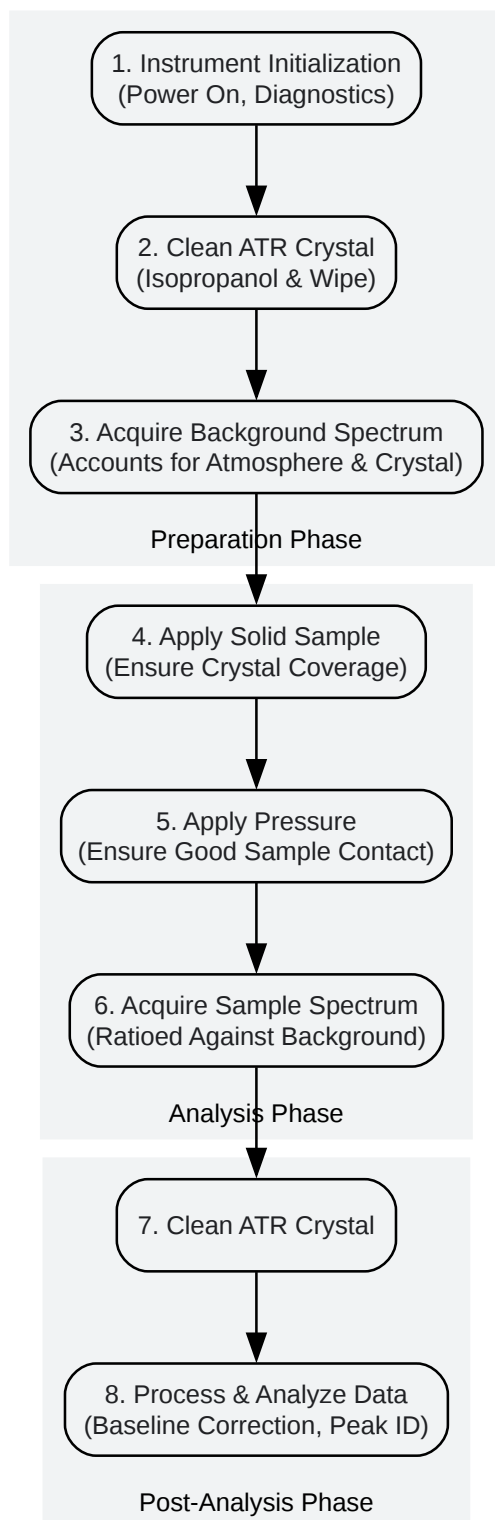 1. Instrument Initialization
(Power On, Diagnostics)
2. Clean ATR Crystal
(Isopropanol & Wipe)
3. Acquire Background Spectrum
(Accounts for Atmosphere & Crystal)
Preparation Phase
4. Apply Solid Sample
(Ensure Crystal Coverage)
5. Apply Pressure
(Ensure Good Sample Contact)
6. Acquire Sample Spectrum
(Ratioed Against Background)
Analysis Phase
7. Clean ATR Crystal
8. Process & Analyze Data
(Baseline Correction, Peak ID)
Post-Analysis Phase